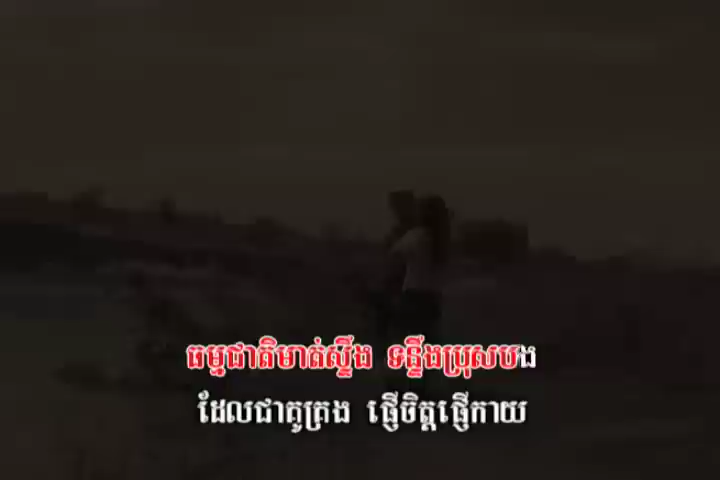 ធម្មជាតិមាត់ស្ទឹង ទន្ទឹងប្រុសបង
ដែលជាគូគ្រង ផ្ញើចិត្តផ្ញើកាយ